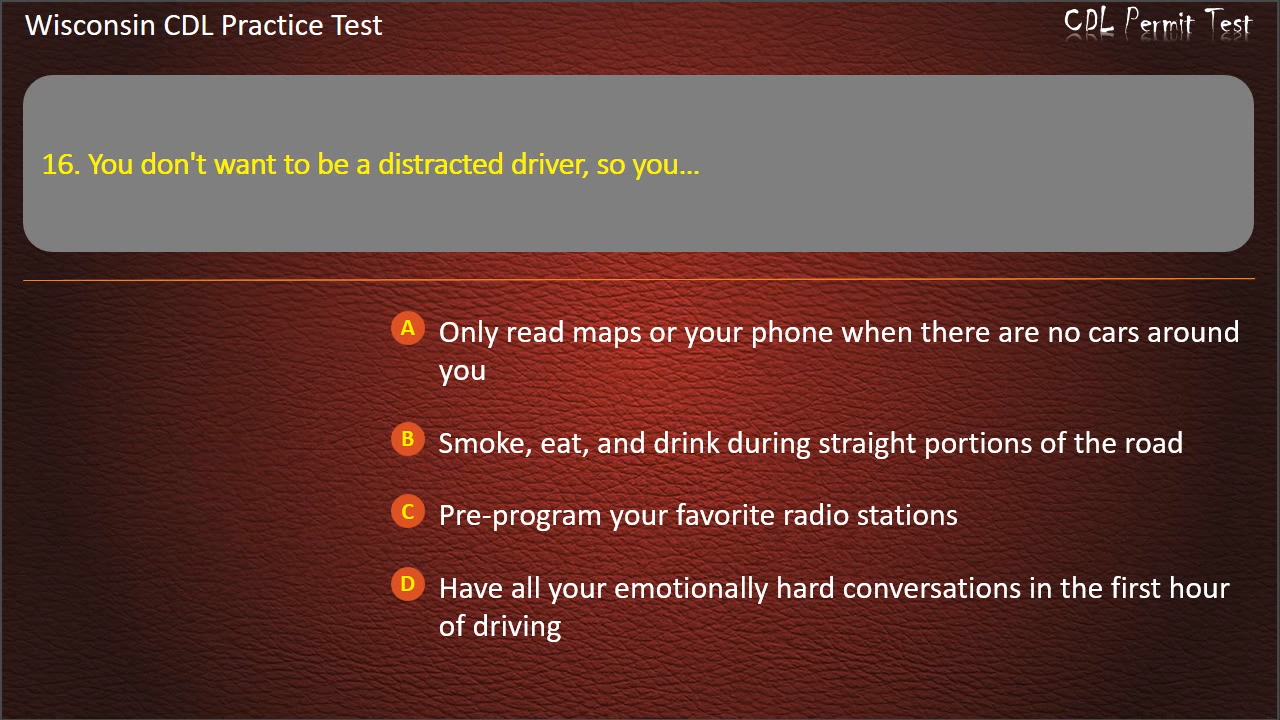 Wisconsin CDL Practice Test
CDL Permit Test
16. You don't want to be a distracted driver, so you...
A Only read maps or your phone when there are no cars around
you
B Smoke, eat, and drink during straight portions of the road
C Pre-program your favorite radio stations
D Have all your emotionally hard conversations in the first hour
of driving